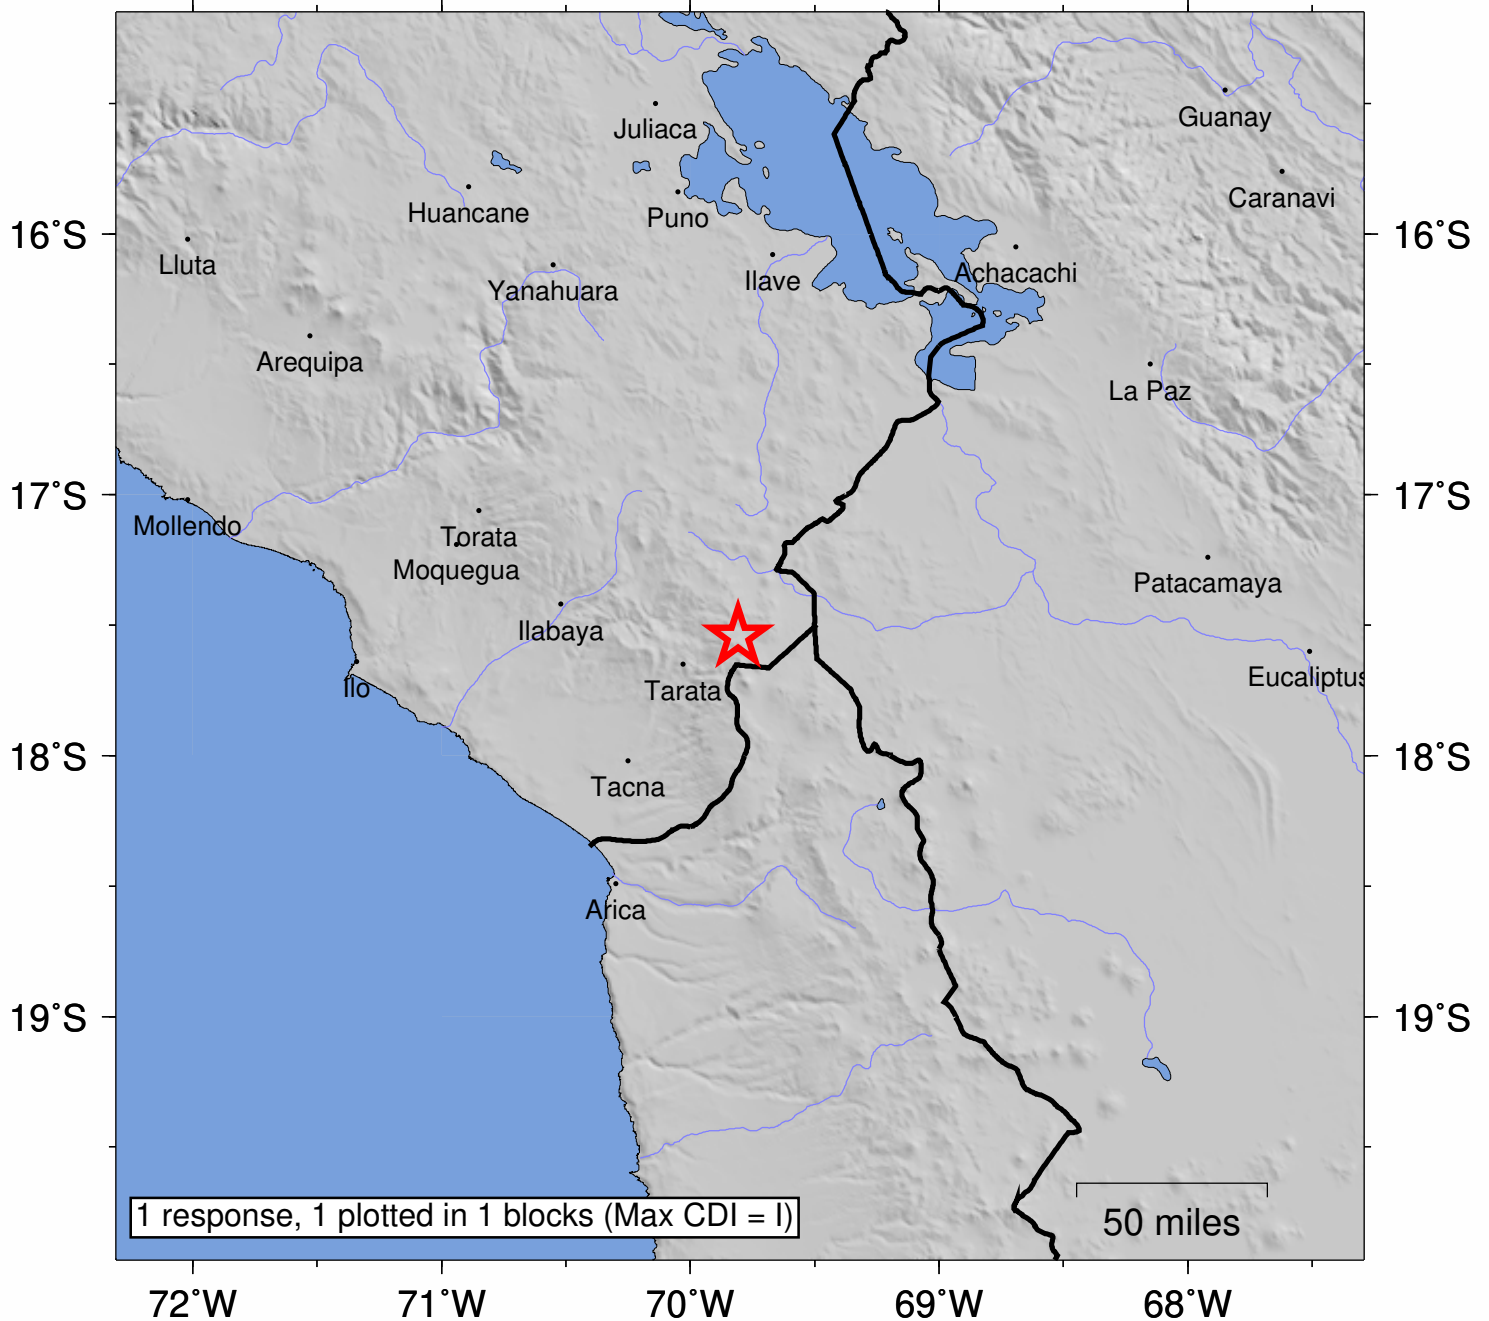 Juliaca
Guanay
Huancane
Puno
Caranavi
16°S
16°S
Lluta
Yanahuara
Ilave
Achacachi
Arequipa
La Paz
17°S
17°S
Mollendo
Torata
Moquegua
Patacamaya
Ilabaya
Ilo
Tarata
Eucaliptus
18°S
18°S
Tacna
Arica
19°S
19°S
1 response, 1 plotted in 1 blocks (Max CDI = I)
50 miles
72°W
71°W
70°W
69°W
68°W